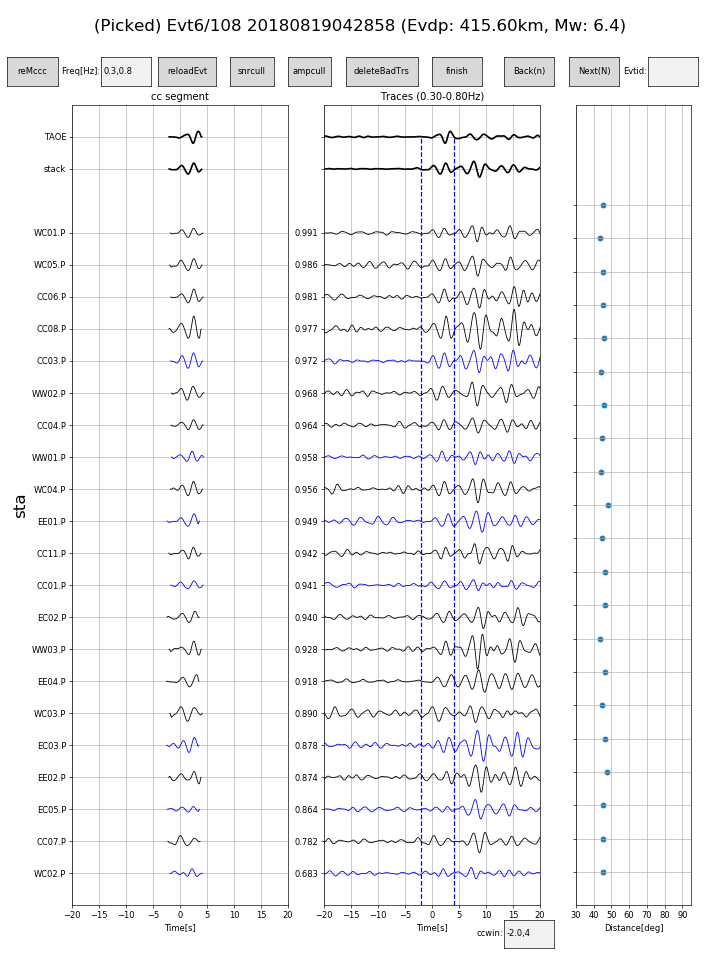 (Picked) Evt6/108 20180819042858 (Evdp: 415.60km, Mw: 6.4)
reMccc Freq[Hz]: 0.3,0.8 reloadEvt snrcull ampcull deleteBadTrs finish Back(n) Next(N) Evtid:
cc segment Traces (0.30-0.80Hz)
TAOE
stack
WC01.P 0.991
WC05.P 0.986
CC06.P 0.981
CC08.P 0.977
CC03.P 0.972
WW02.P 0.968
CC04.P 0.964
WW01.P 0.958
WC04.P 0.956
sta
EE01.P 0.949
CC11.P 0.942
CC01.P 0.941
EC02.P 0.940
WW03.P 0.928
EE04.P 0.918
WC03.P 0.890
EC03.P 0.878
EE02.P 0.874
EC05.P 0.864
CC07.P 0.782
WC02.P 0.683
−20 −15 −10 −5 0 5 10 15 20 −20 −15 −10 −5 0 5 10 15 20 30 40 50 60 70 80 90
Time[s] Time[s] Distance[deg]
ccwin: -2.0,4